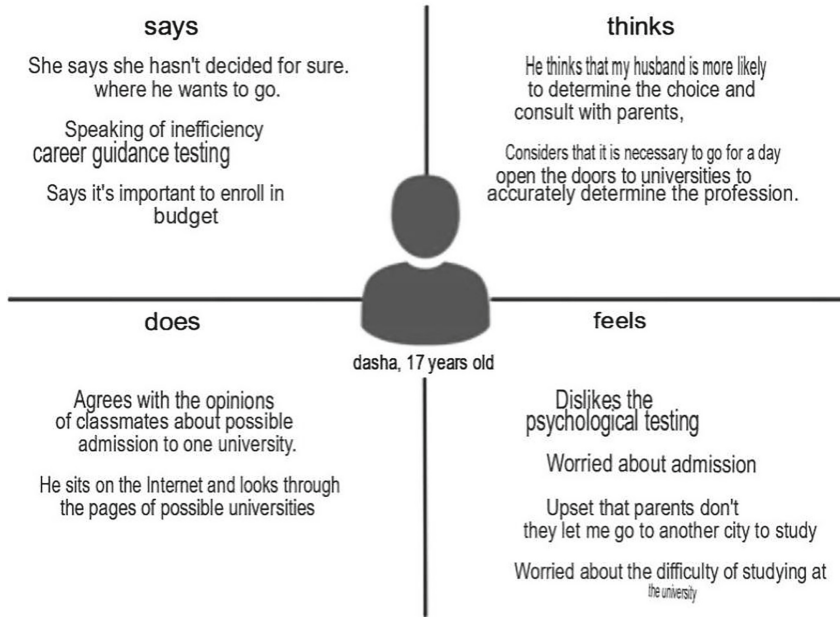 says
She says she hasn't decided for sure.
where he wants to go.
Speaking of inefficiency
career guidance testing
Says it's important to enroll in
budget
thinks
He thinks that my husband is more likely
to determine the choice and
consult with parents,
Considers that it is necessary to go for a day
open the doors to universities to
accurately determine the profession.
dasha, 17 years old
does
Agrees with the opinions
of classmates about possible
admission to one university.
He sits on the Internet and looks through
the pages of possible universities
feels
Dislikes the
psychological testing
Worried about admission
Upset that parents don't
they let me go to another city to study
Worried about the difficulty of studying at
the university